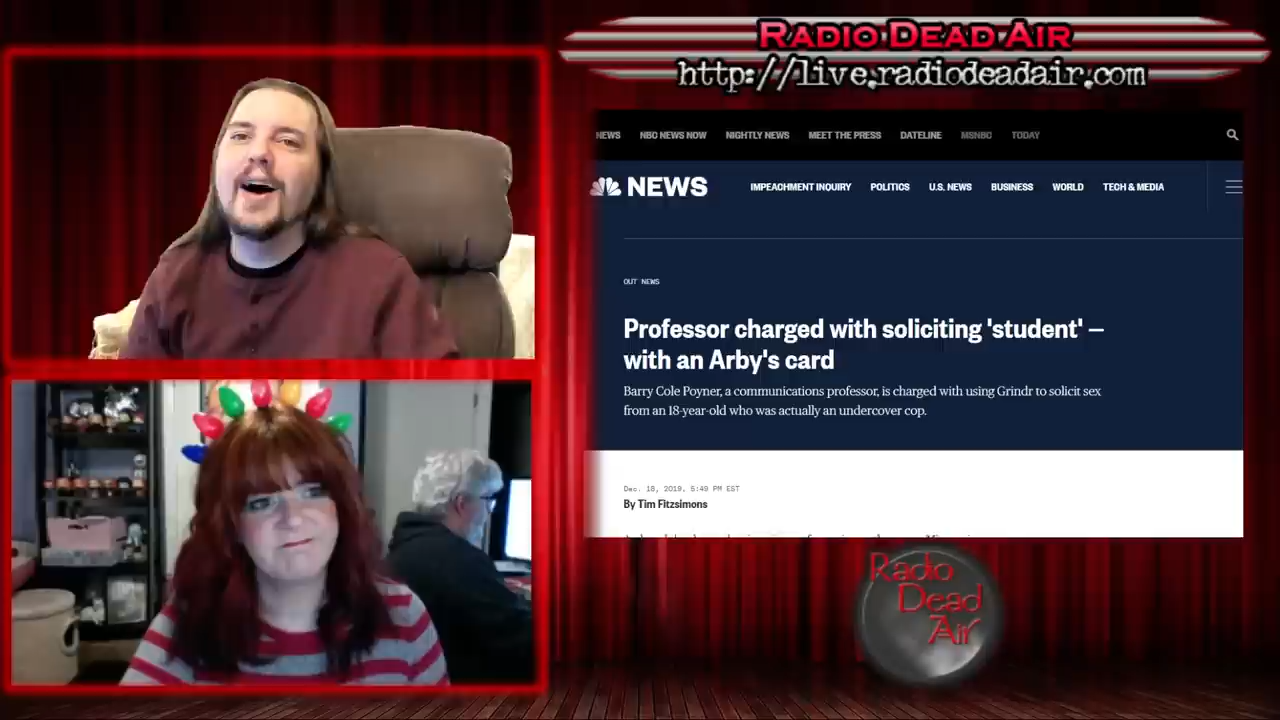 RADIO DEAD AIR
http://live.radiodeadair.com
NEWS NBC NEWS NOW NIGHTLY NEWS MEET THE PRESS DATELINE MSNBC TODAY
NEWS IMPEACHMENT INQUIRY POLITICS U.S. NEWS BUSINESS WORLD TECH & MEDIA
OUT NEWS
Professor charged with soliciting 'student' —
with an Arby's card
Barry Cole Poyner, a communications professor, is charged with using Grindr to solicit sex
from an 18-year-old who was actually an undercover cop.
Dec. 18, 2019, 5:49 PM EST
By Tim Fitzsimons
Radio
Dead
Air